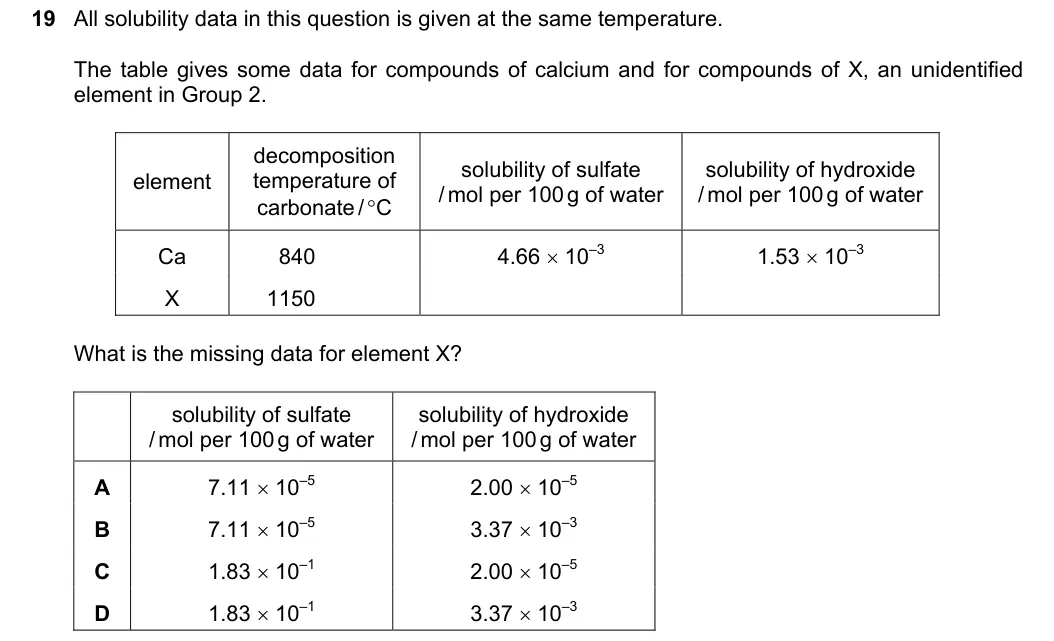 19 All solubility data in this question is given at the same temperature.
The table gives some data for compounds of calcium and for compounds of X, an unidentified
element in Group 2.
element
decomposition
temperature of
carbonate / °C
solubility of sulfate
/ mol per 100 g of water
solubility of hydroxide
/ mol per 100 g of water
Ca 840 4.66 × 10⁻³ 1.53 × 10⁻³
X 1150
What is the missing data for element X?
solubility of sulfate
/ mol per 100 g of water
solubility of hydroxide
/ mol per 100 g of water
A 7.11 × 10⁻⁵ 2.00 × 10⁻⁵
B 7.11 × 10⁻⁵ 3.37 × 10⁻³
C 1.83 × 10⁻¹ 2.00 × 10⁻⁵
D 1.83 × 10⁻¹ 3.37 × 10⁻³